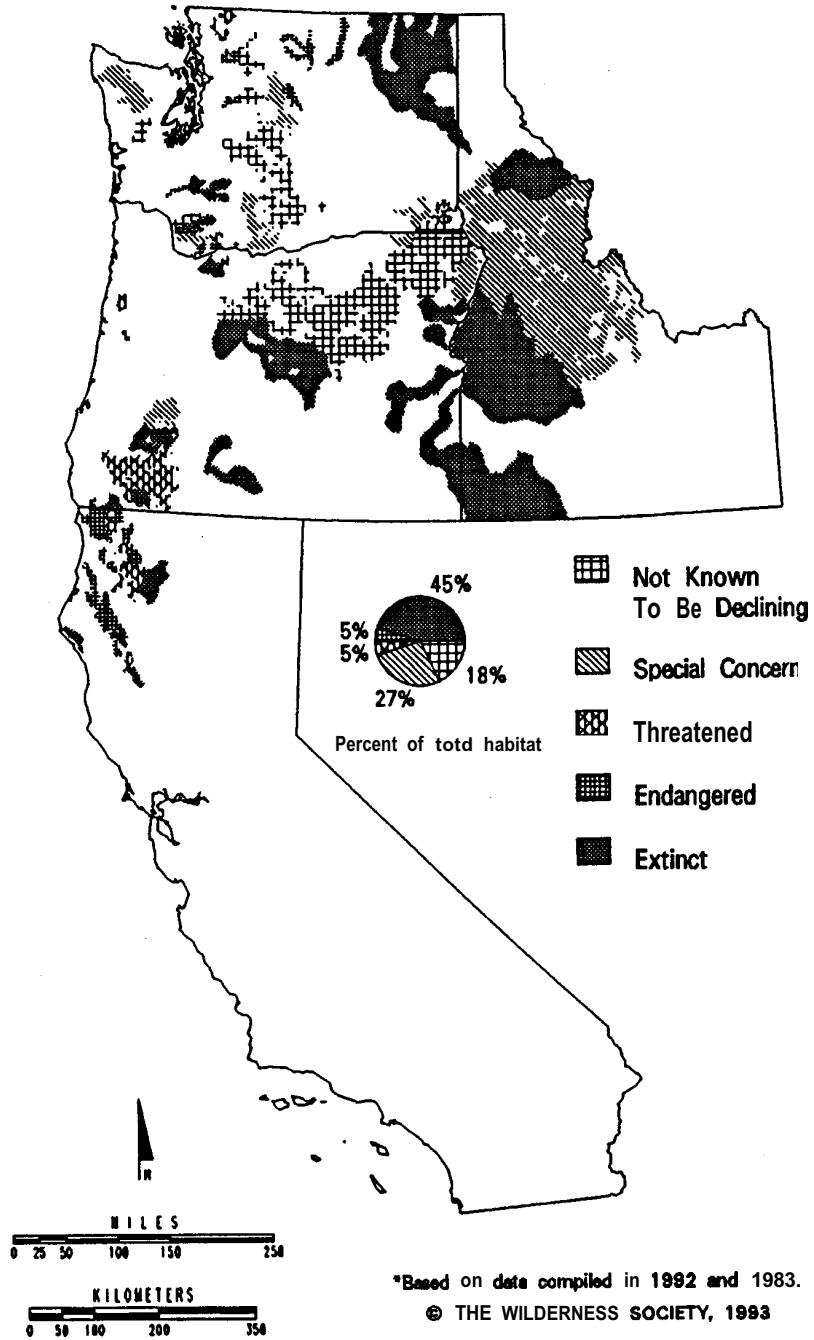 45%
5%
5%
18%
27%
Percent of totd habitat
Not Known
To Be Declining
Special Concern
Threatened
Endangered
Extinct
N
MILES
0 25 50 100 150 250
KILOMETERS
0 50 100 200 350
*Based on data compiled in 1992 and 1983.
© THE WILDERNESS SOCIETY, 1993